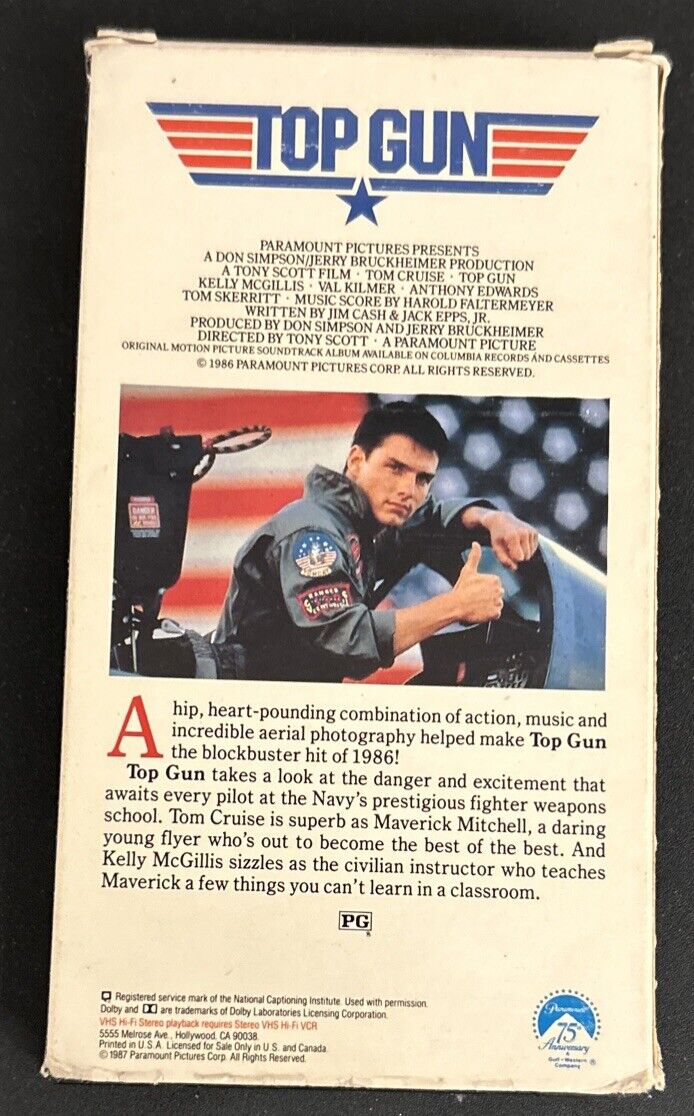 TOP GUN
PARAMOUNT PICTURES PRESENTS
A DON SIMPSON/JERRY BRUCKHEIMER PRODUCTION
A TONY SCOTT FILM · TOM CRUISE · TOP GUN
KELLY MCGILLIS · VAL KILMER · ANTHONY EDWARDS
TOM SKERRITT · MUSIC SCORE BY HAROLD FALTERMEYER
WRITTEN BY JIM CASH & JACK EPPS, JR.
PRODUCED BY DON SIMPSON AND JERRY BRUCKHEIMER
DIRECTED BY TONY SCOTT · A PARAMOUNT PICTURE
ORIGINAL MOTION PICTURE SOUNDTRACK ALBUM AVAILABLE ON COLUMBIA RECORDS AND CASSETTES
© 1986 PARAMOUNT PICTURES CORP. ALL RIGHTS RESERVED.
DANGER
RANGER
A hip, heart-pounding combination of action, music and
incredible aerial photography helped make Top Gun
the blockbuster hit of 1986!
Top Gun takes a look at the danger and excitement that
awaits every pilot at the Navy's prestigious fighter weapons
school. Tom Cruise is superb as Maverick Mitchell, a daring
young flyer who's out to become the best of the best. And
Kelly McGillis sizzles as the civilian instructor who teaches
Maverick a few things you can't learn in a classroom.
PG
Registered service mark of the National Captioning Institute. Used with permission.
Dolby and are trademarks of Dolby Laboratories Licensing Corporation.
VHS Hi-Fi Stereo playback requires Stereo VHS Hi-Fi VCR
5555 Melrose Ave., Hollywood, CA 90038.
Printed in U.S.A. Licensed for Sale Only in U.S. and Canada.
© 1987 Paramount Pictures Corp. All Rights Reserved.
Paramount
75th
Anniversary
A
Gulf+Western
Company
®